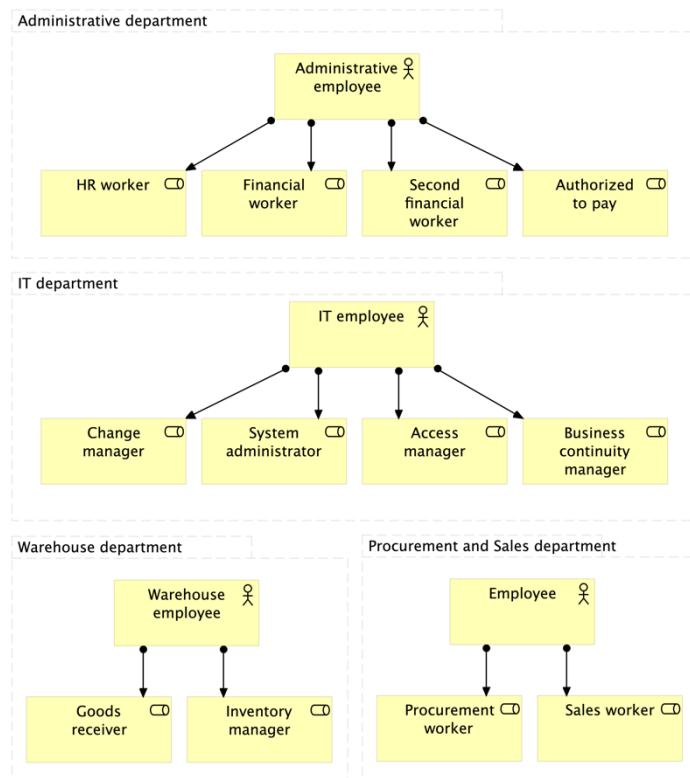 Administrative department
Administrative
employee
HR worker
Financial
worker
Second
financial
worker
Authorized
to pay
IT department
IT employee
Change
manager
System
administrator
Access
manager
Business
continuity
manager
Warehouse department
Warehouse
employee
Goods
receiver
Inventory
manager
Procurement and Sales department
Employee
Procurement
worker
Sales worker